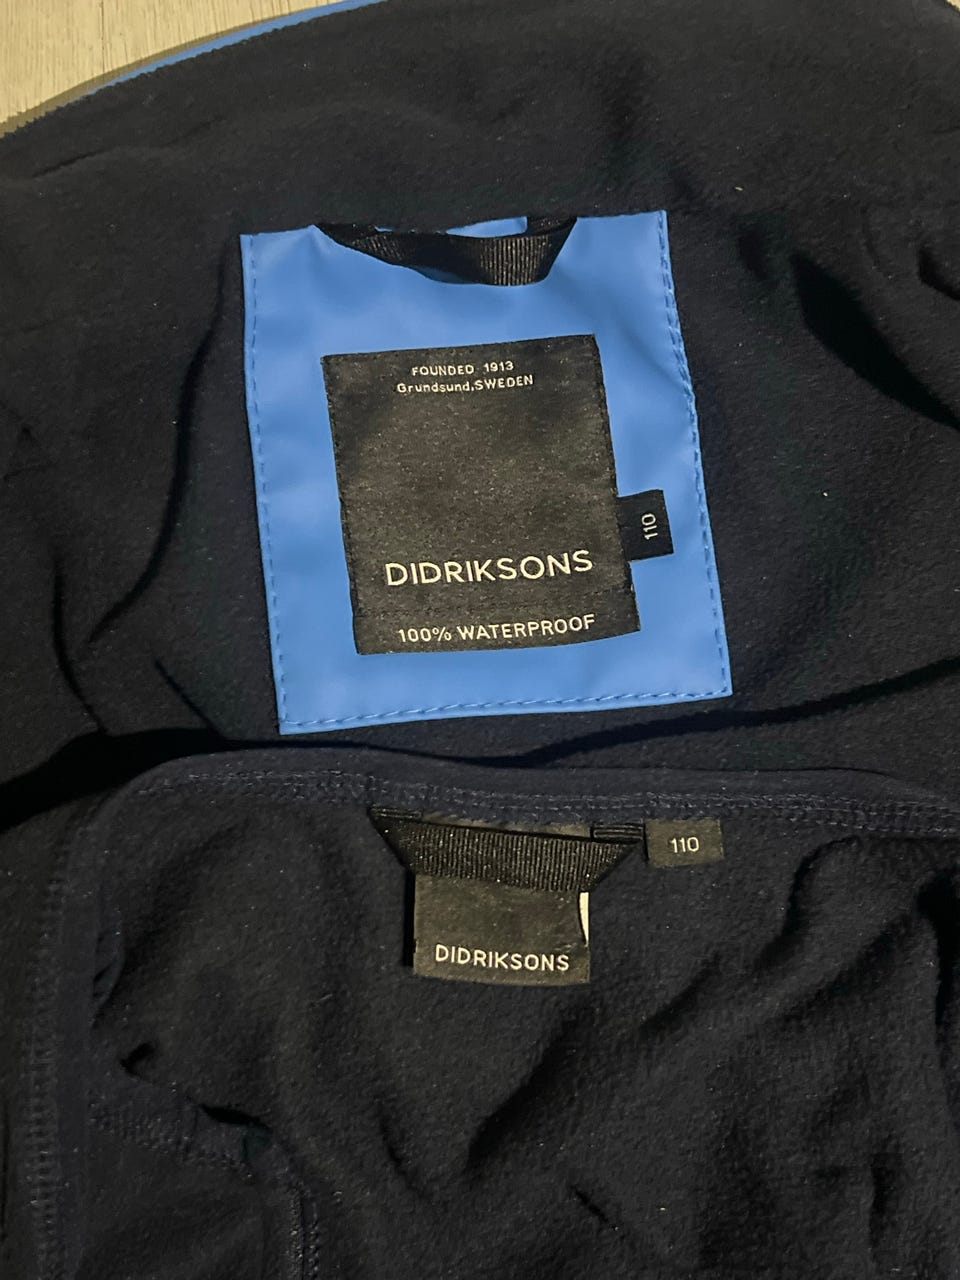 FOUNDED 1913
Grundsund,SWEDEN
110
DIDRIKSONS
100% WATERPROOF
110
DIDRIKSONS